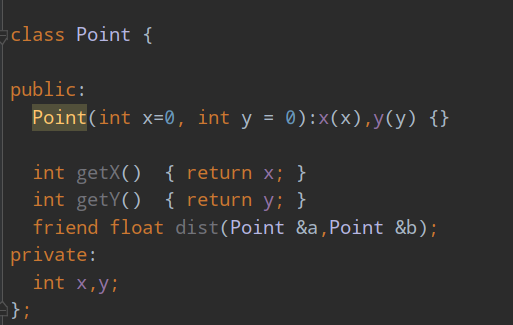 class Point {
public:
Point(int x=0, int y = 0):x(x),y(y) {}
int getX()  { return x; }
int getY()  { return y; }
friend float dist(Point &a,Point &b);
private:
int x,y;
};